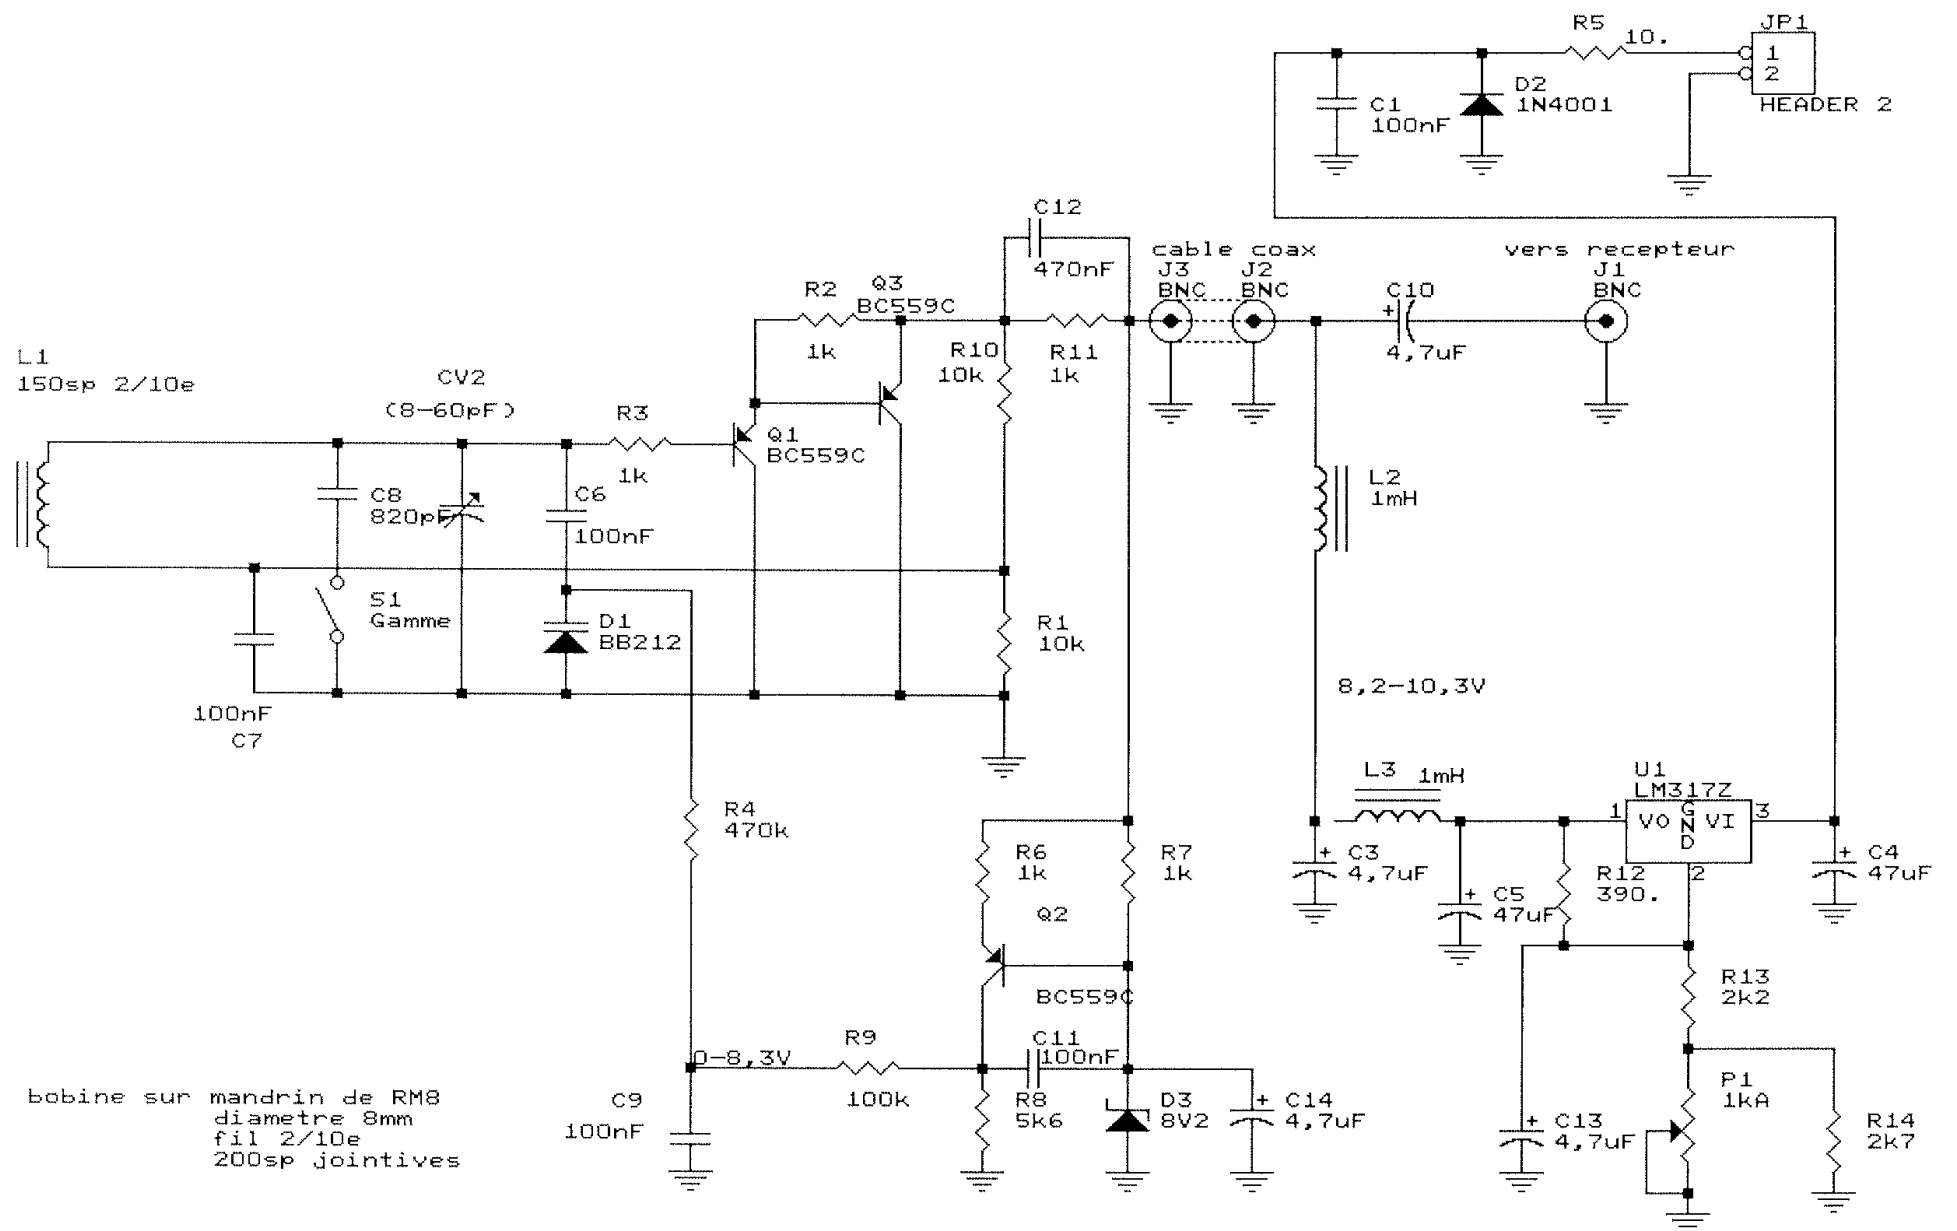 R5
10.
JP1
1
2
HEADER 2
D2
1N4001
C1
100nF
C12
470nF
cable coax
J3
BNC
J2
BNC
vers recepteur
J1
BNC
C10
+
4,7uF
Q3
BC559C
R2
1k
R10
10k
R11
1k
L1
150sp 2/10e
CV2
(8-60pF)
R3
1k
Q1
BC559C
C8
820pF
C6
100nF
L2
1mH
S1
Gamme
D1
BB212
R1
10k
100nF
C7
8,2-10,3V
L3
1mH
U1
LM317Z
1
VO
GND
VI
3
2
R4
470k
R6
1k
R7
1k
+
C3
4,7uF
+
C5
47uF
R12
390.
+
C4
47uF
Q2
BC559C
R13
2k2
0-8,3V
R9
100k
C11
100nF
R8
5k6
D3
8V2
+
C14
4,7uF
P1
1kA
+
C13
4,7uF
R14
2k7
C9
100nF
bobine sur mandrin de RM8
diametre 8mm
fil 2/10e
200sp jointives